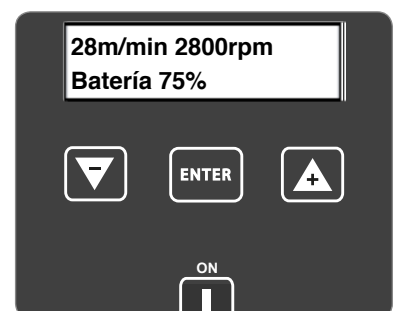 28m/min 2800rpm
Batería 75%
-
ENTER
+
ON
I